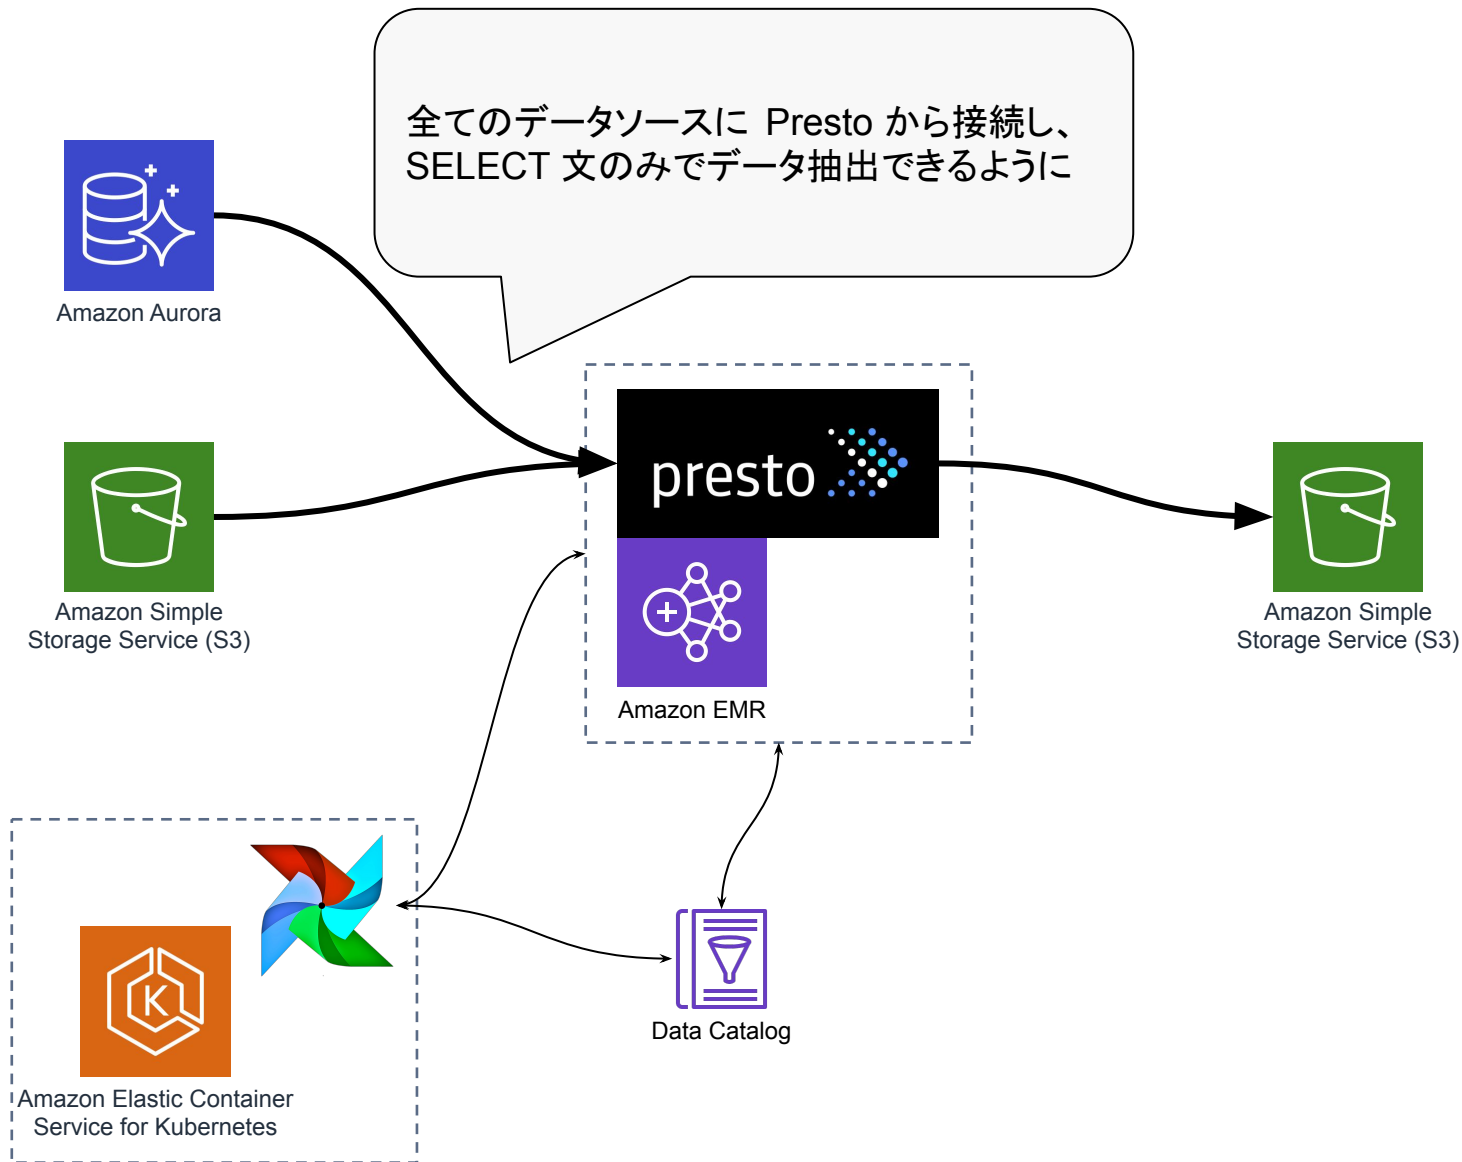 全てのデータソースに Presto から接続し、
SELECT 文のみでデータ抽出できるように
Amazon Aurora
presto
Amazon Simple
Storage Service (S3)
Amazon Simple
Storage Service (S3)
Amazon EMR
K
Data Catalog
Amazon Elastic Container
Service for Kubernetes